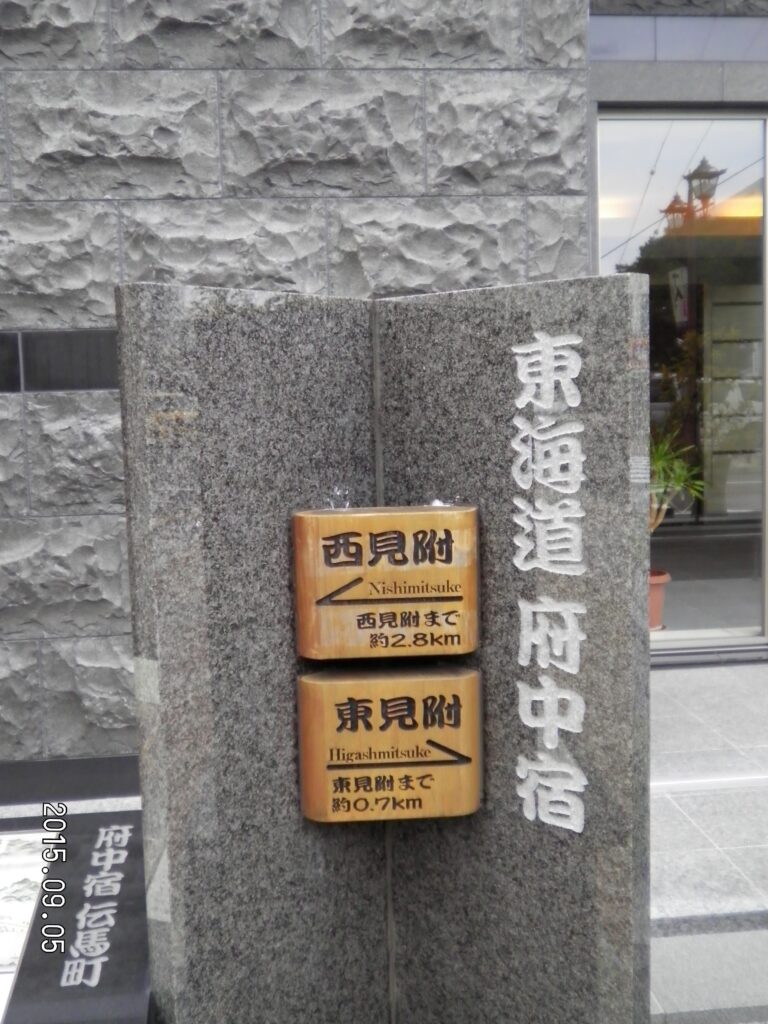 東海道 府中宿
西見附
Nishimitsuke
西見附まで
約2.8km
東見附
Higashmitsuke
東見附まで
約0.7km
府中宿 伝馬町
2015.09.05